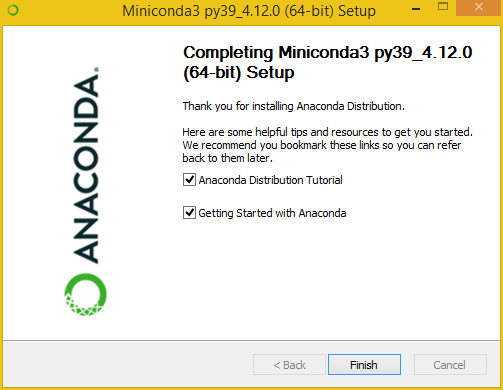 Miniconda3 py39_4.12.0 (64-bit) Setup
ANACONDA.
Completing Miniconda3 py39_4.12.0
(64-bit) Setup
Thank you for installing Anaconda Distribution.
Here are some helpful tips and resources to get you started.
We recommend you bookmark these links so you can refer
back to them later.
Anaconda Distribution Tutorial
Getting Started with Anaconda
< Back
Finish
Cancel